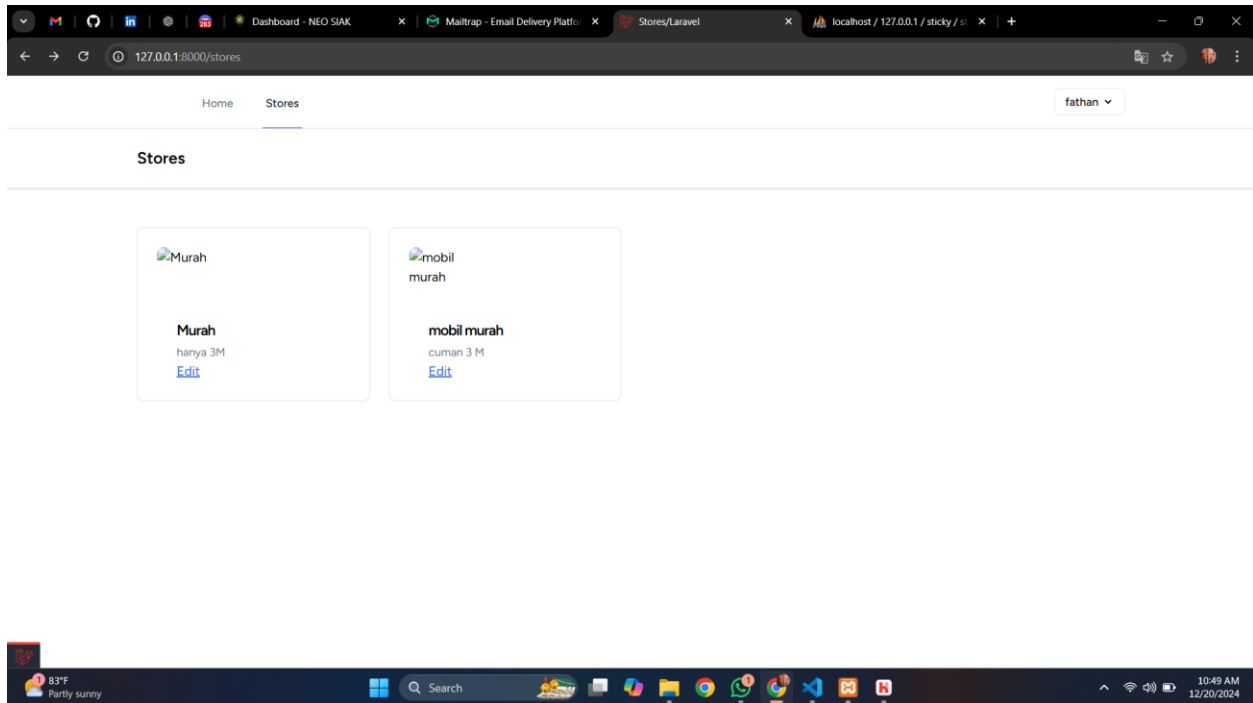 263
Dashboard - NEO SIAK
Mailtrap - Email Delivery Platfo
Stores/Laravel
localhost / 127.0.0.1 / sticky / st
127.0.0.1:8000/stores
Home Stores
fathan
Stores
Murah
mobil
murah
Murah
hanya 3M
Edit
mobil murah
cuman 3 M
Edit
1
83°F
Partly sunny
Search
10:49 AM
12/20/2024